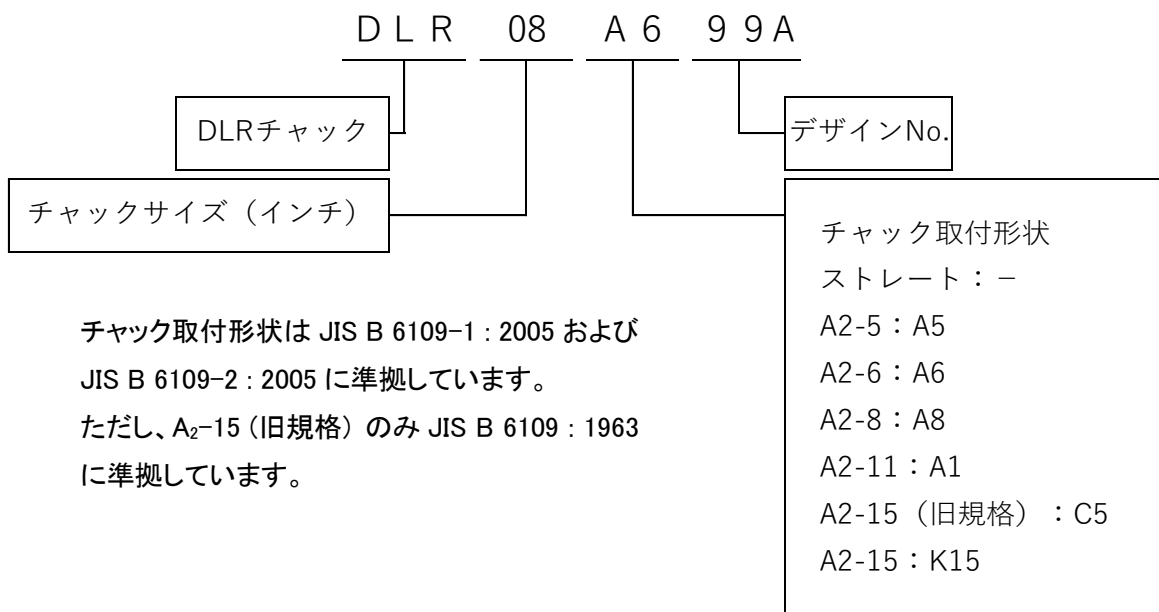 DLR 08 A6 99A
DLRチャック
デザインNo.
チャックサイズ（インチ）
チャック取付形状
ストレート：－
A2-5：A5
A2-6：A6
A2-8：A8
A2-11：A1
A2-15（旧規格）：C5
A2-15：K15
チャック取付形状は JIS B 6109-1 : 2005 および
JIS B 6109-2 : 2005 に準拠しています。
ただし、A₂-15 (旧規格) のみ JIS B 6109 : 1963
に準拠しています。